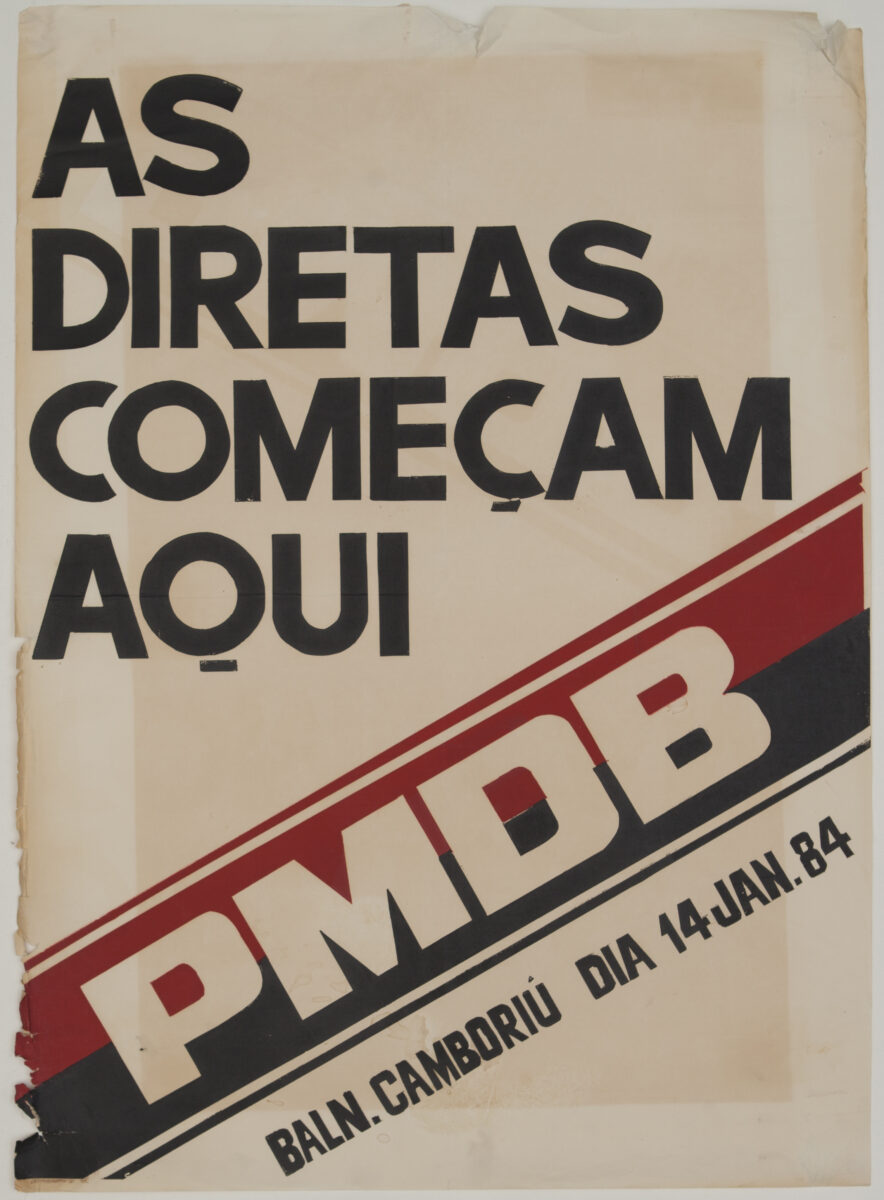 AS
DIRETAS
COMEÇAM
AQUI
PMDB
BALN. CAMBORIÚ DIA 14 JAN. 84